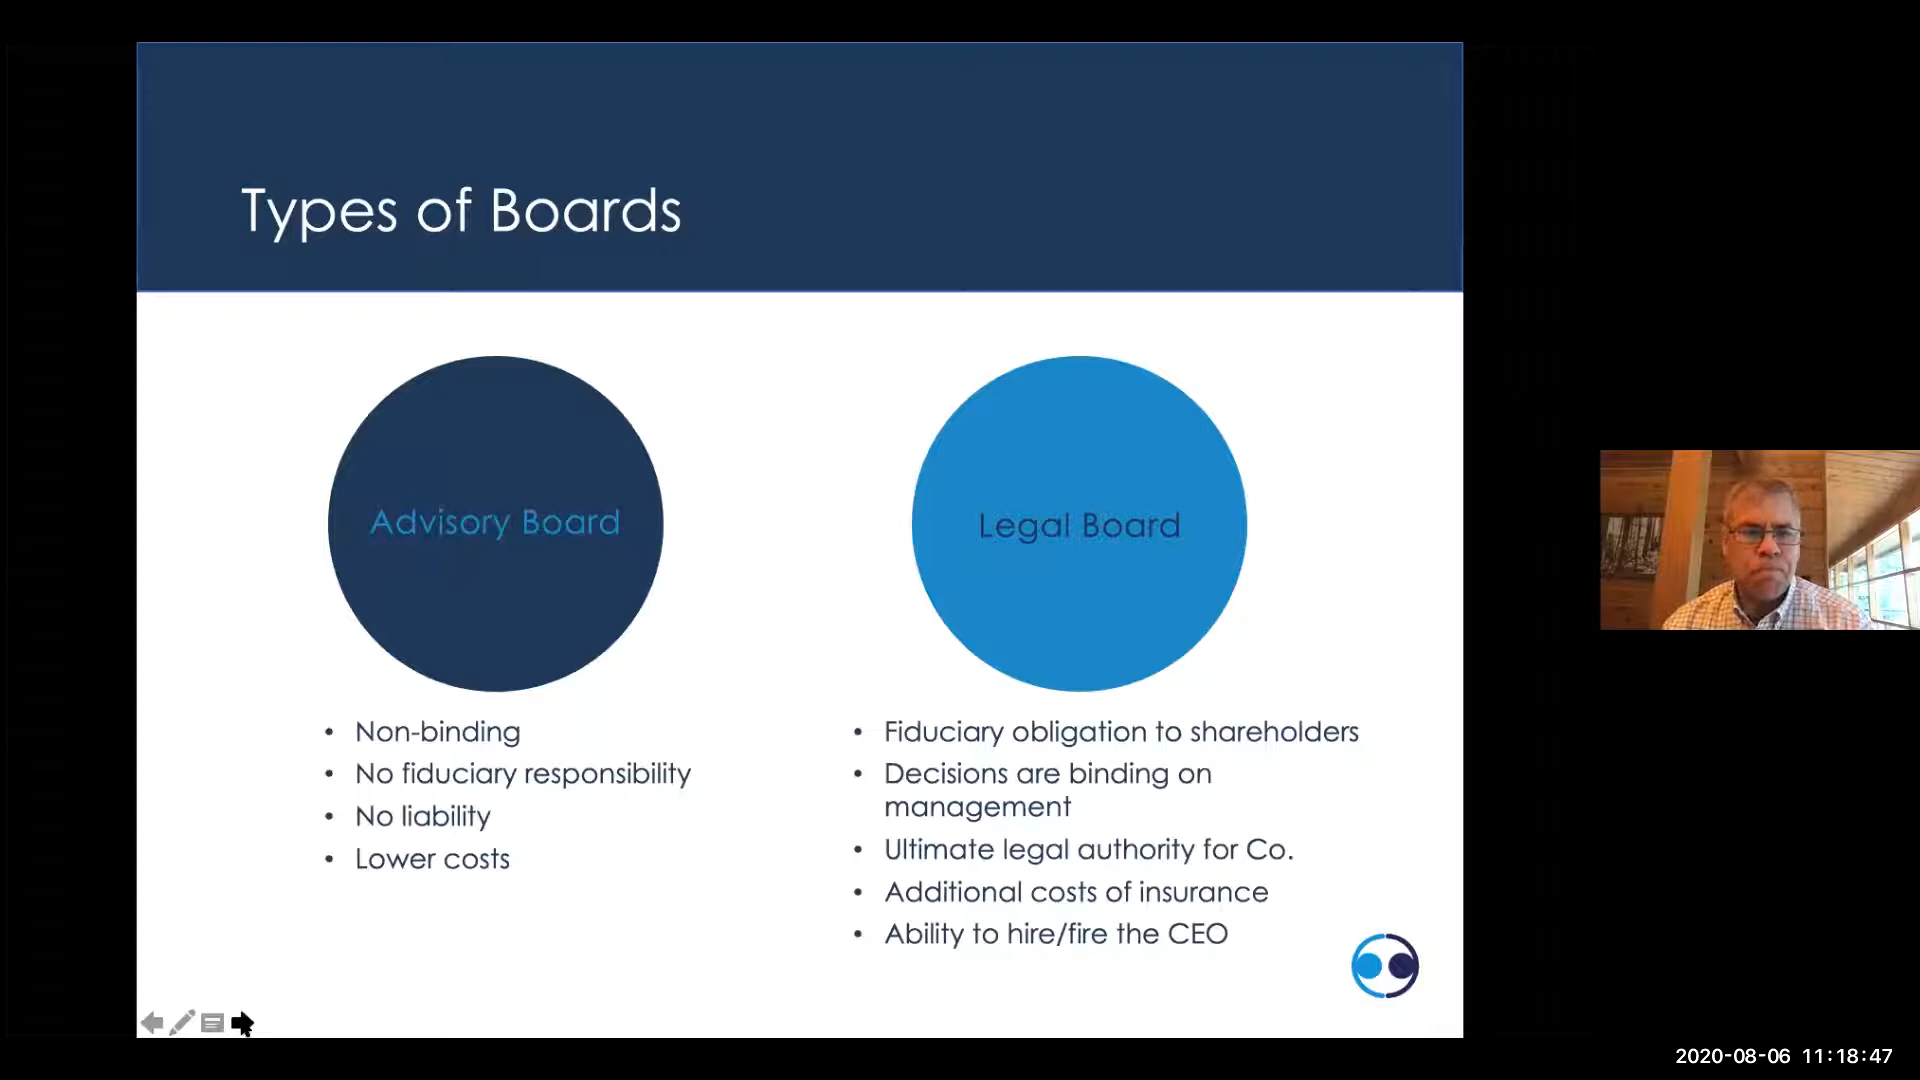 Types of Boards
Advisory Board
• Non-binding
• No fiduciary responsibility
• No liability
• Lower costs
Legal Board
• Fiduciary obligation to shareholders
• Decisions are binding on
management
• Ultimate legal authority for Co.
• Additional costs of insurance
• Ability to hire/fire the CEO
2020-08-06 11:18:47